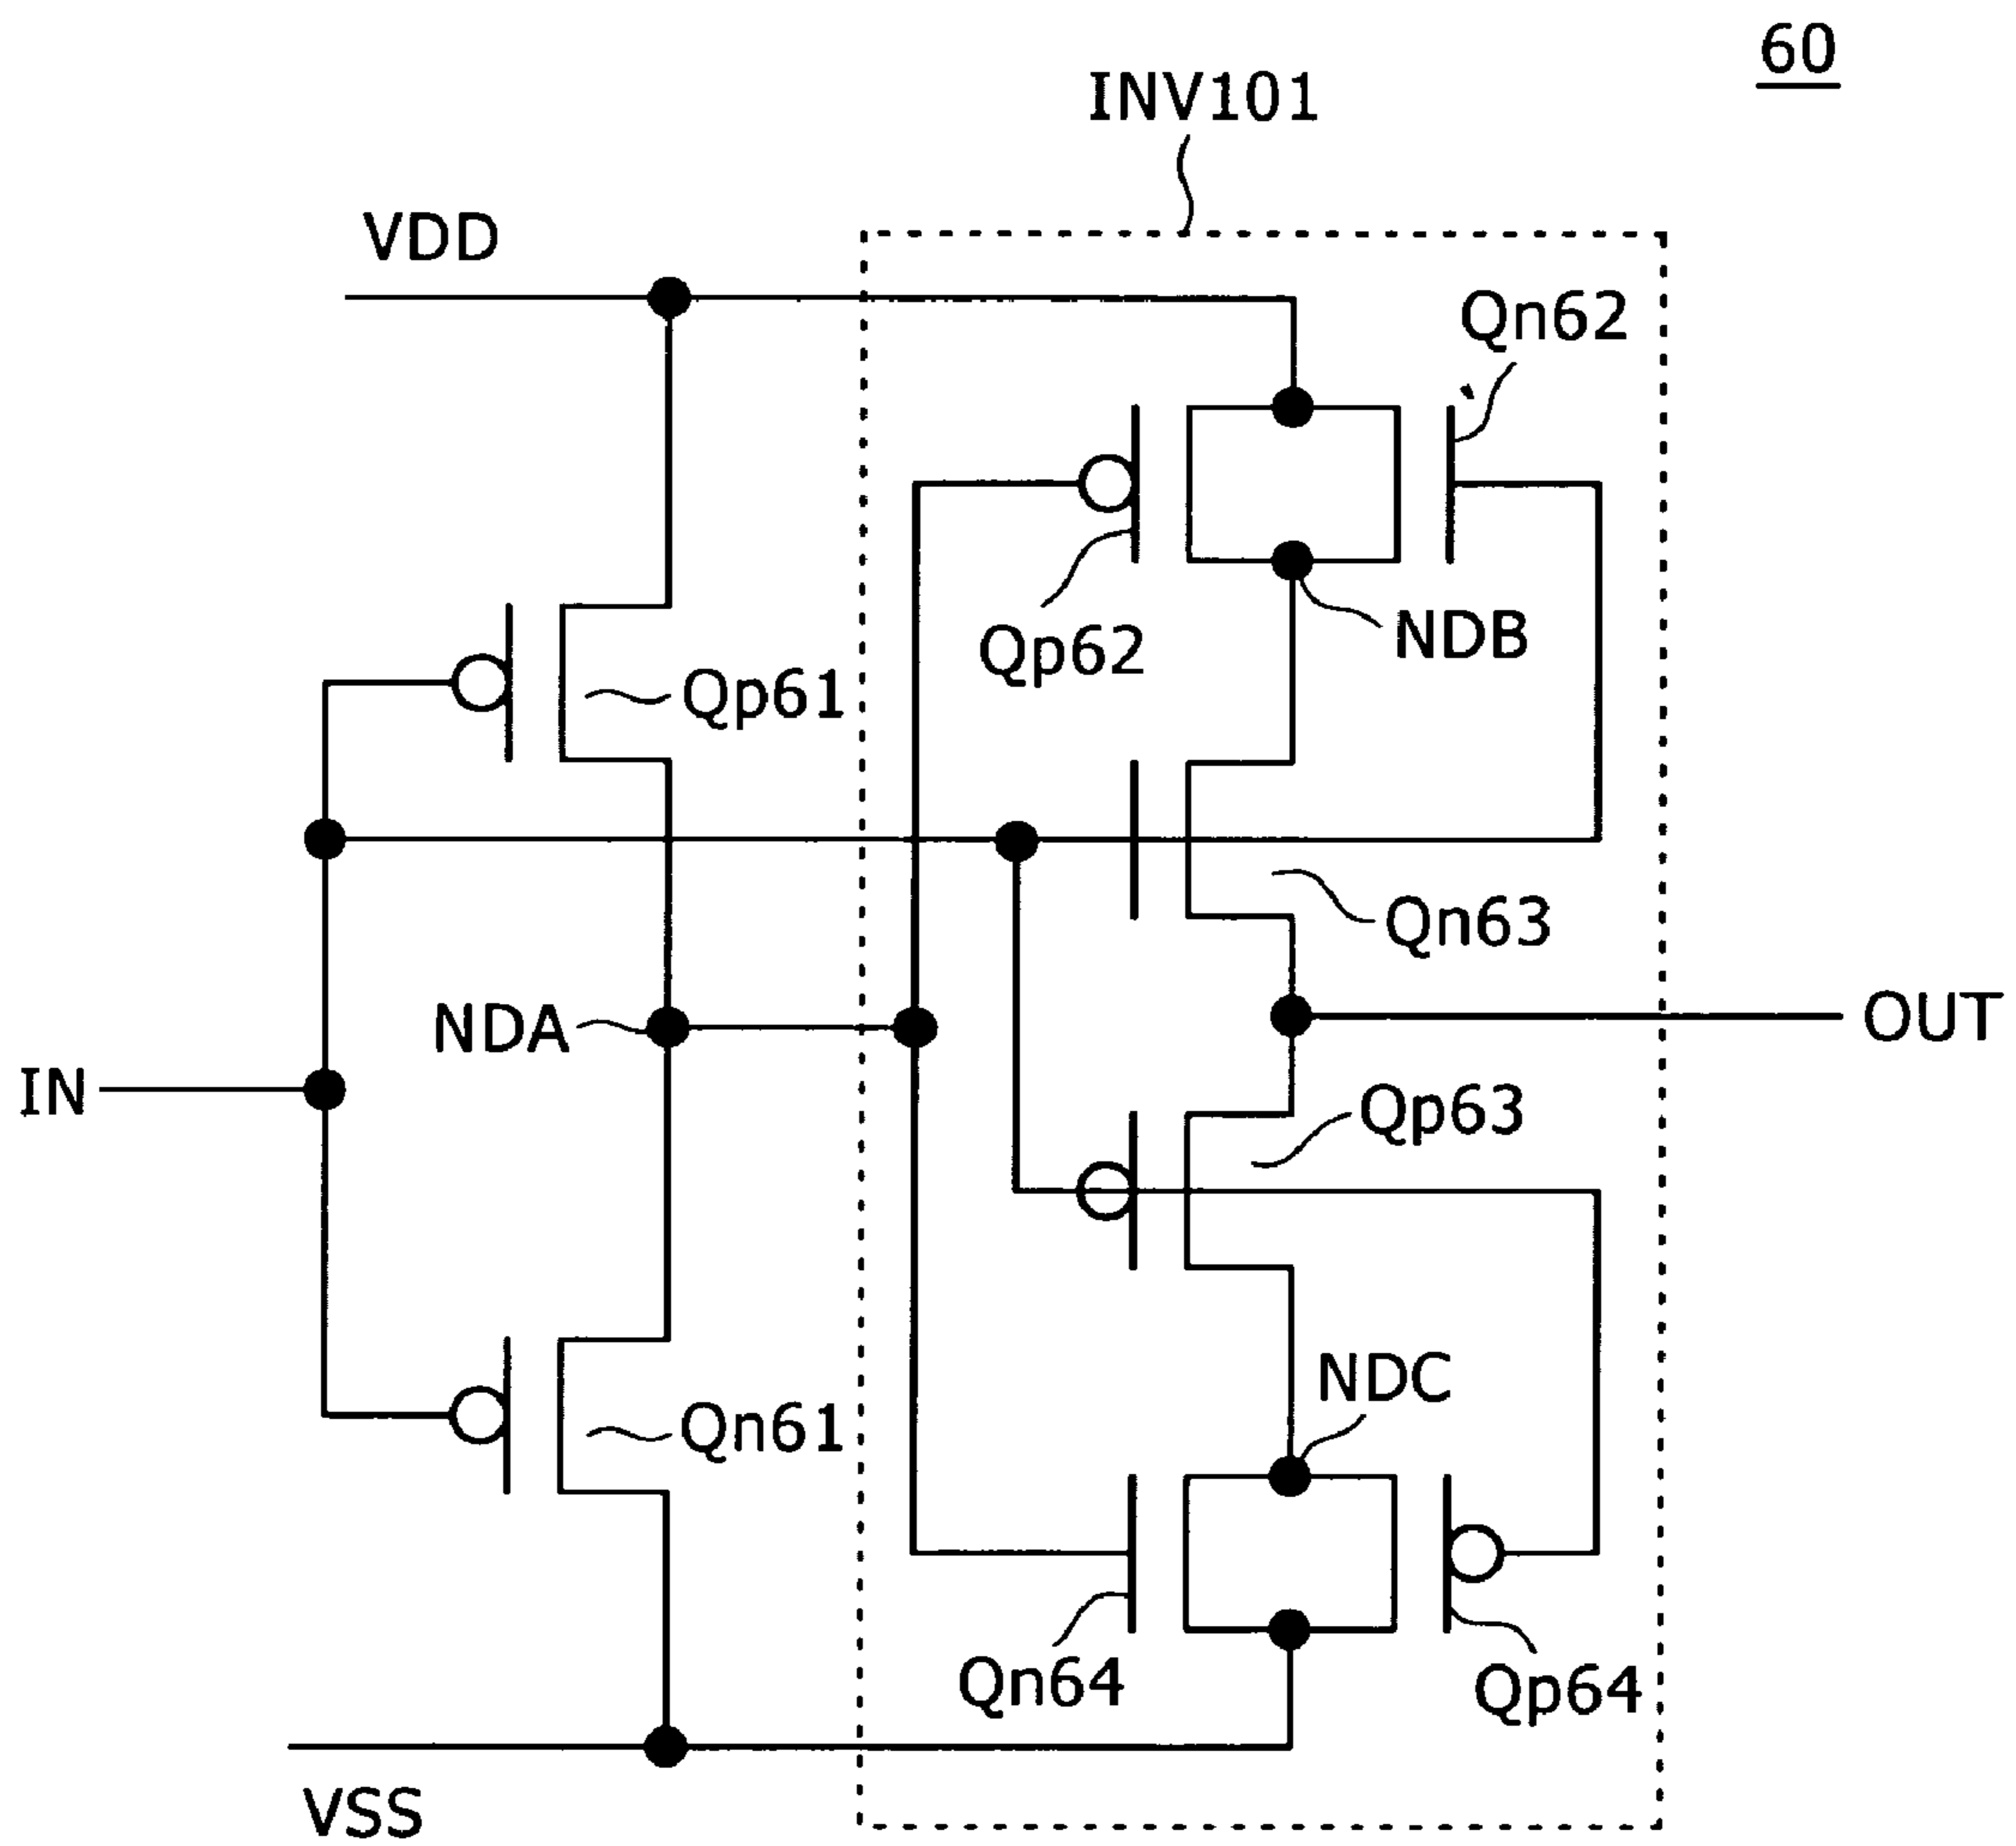 60
INV101
VDD
Qn62
Qp62
NDB
Qp61
Qn63
NDA
OUT
IN
Qp63
NDC
Qn61
Qn64
Qp64
VSS